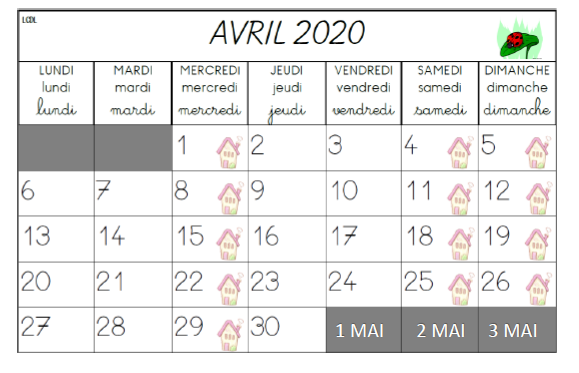 LCDL
AVRIL 2020
LUNDI MARDI MERCREDI JEUDI VENDREDI SAMEDI DIMANCHE
lundi mardi mercredi jeudi vendredi samedi dimanche
lundi mardi mercredi jeudi vendredi samedi dimanche
1 2 3 4 5
6 7 8 9 10 11 12
13 14 15 16 17 18 19
20 21 22 23 24 25 26
27 28 29 30 1 MAI 2 MAI 3 MAI